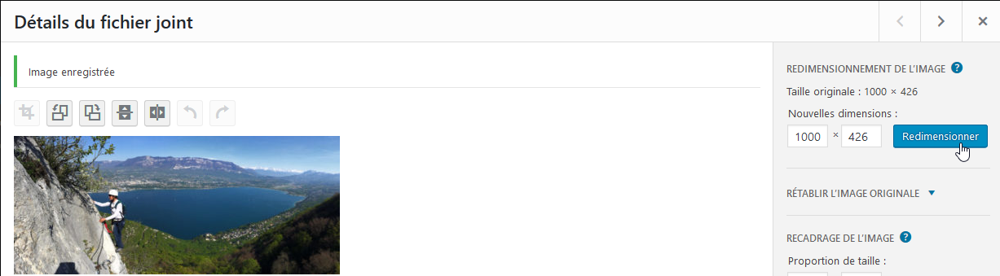 Détails du fichier joint
Image enregistrée
REDIMENSIONNEMENT DE L’IMAGE ?
Taille originale : 1000 × 426
Nouvelles dimensions :
1000 × 426 Redimensionner
RÉTABLIR L’IMAGE ORIGINALE
RECADRAGE DE L’IMAGE ?
Proportion de taille :